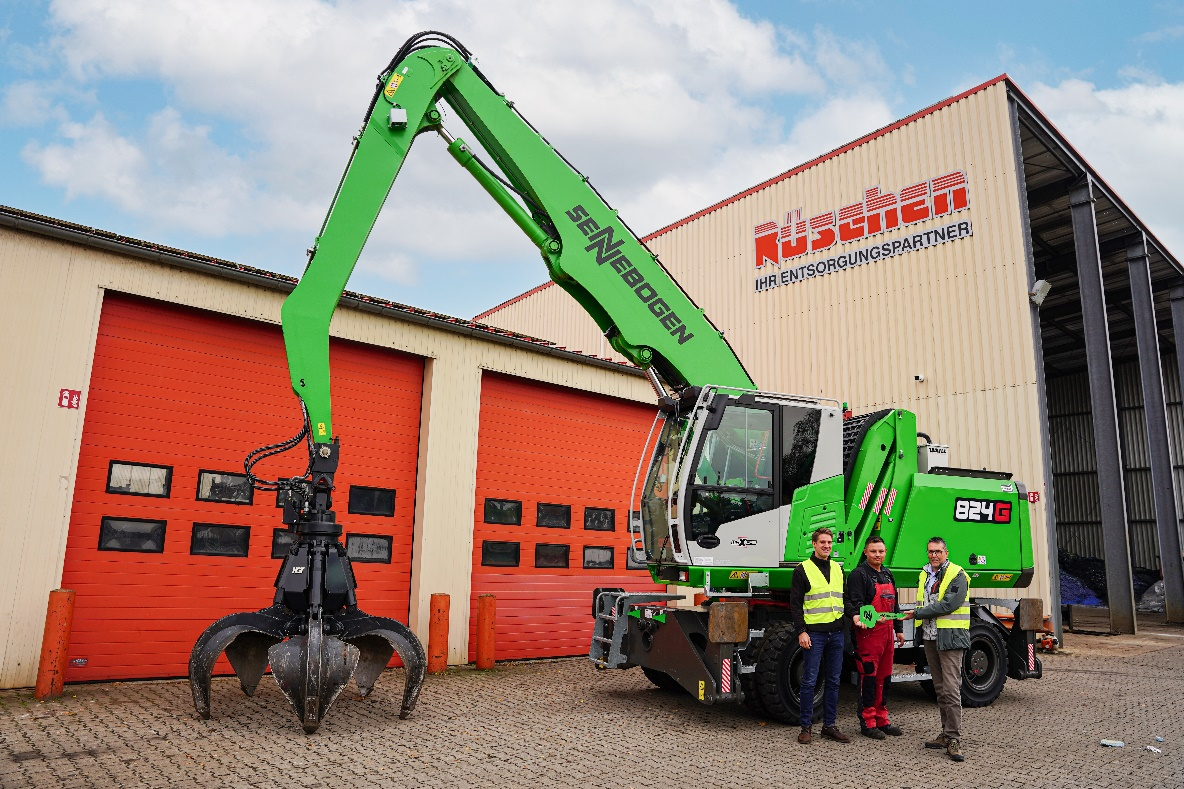 Rüschen
IHR ENTSORGUNGSPARTNER
SENNEBOGEN
824G